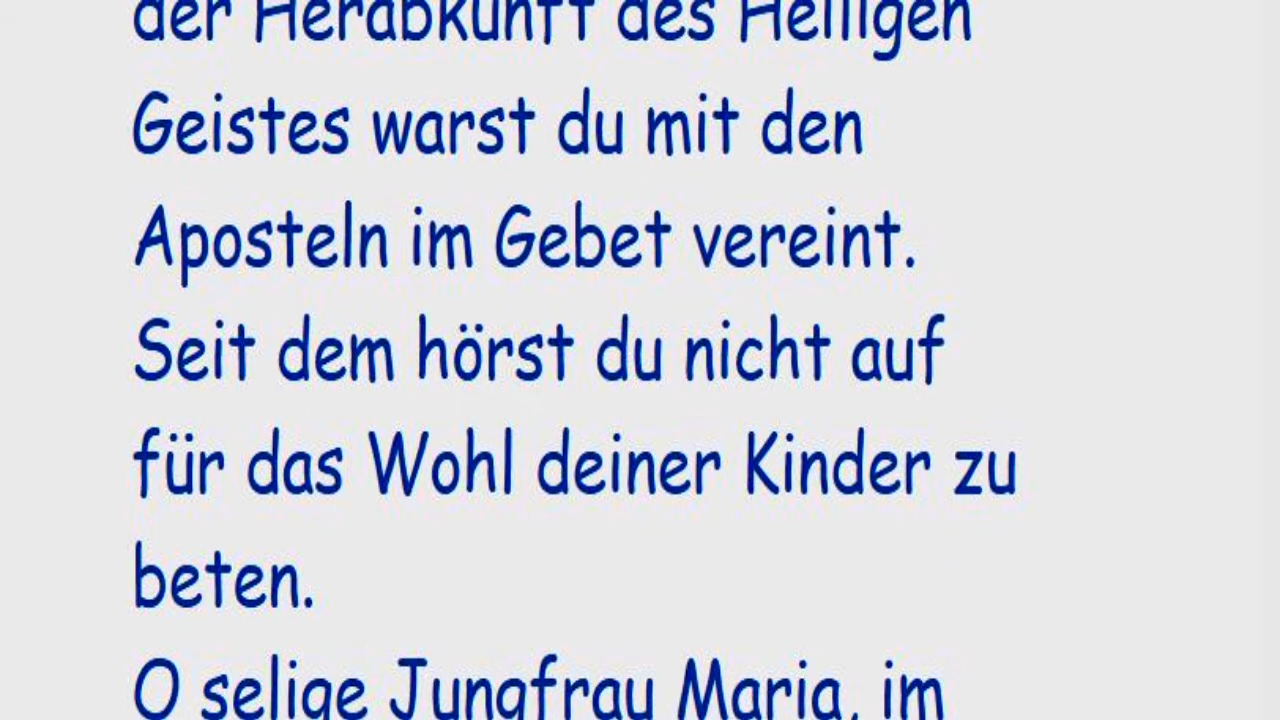 der Herabkunft des Heiligen
Geistes warst du mit den
Aposteln im Gebet vereint.
Seit dem hörst du nicht auf
für das Wohl deiner Kinder zu
beten.
O selige Jungfrau Maria, im